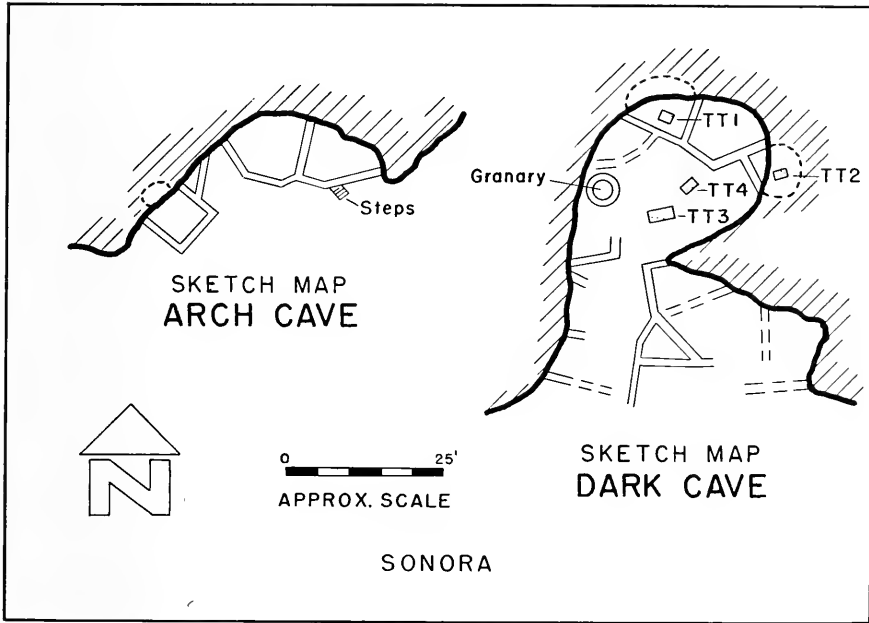 Steps
SKETCH MAP
ARCH CAVE
TT1
TT2
Granary
TT4
TT3
SKETCH MAP
DARK CAVE
N
0 25'
APPROX. SCALE
SONORA